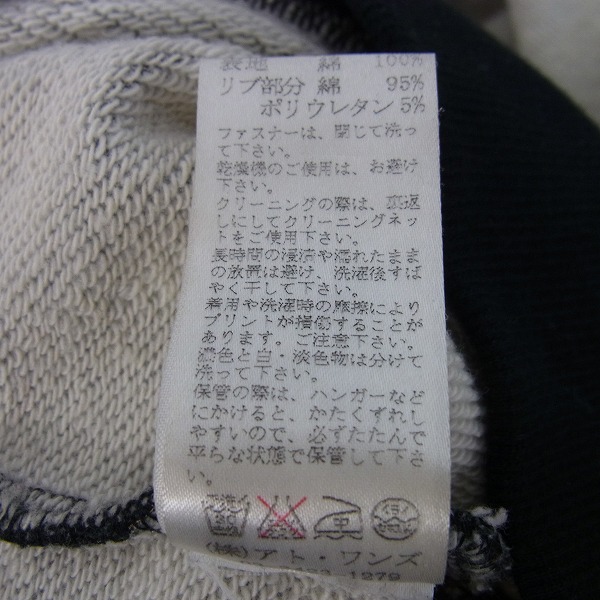 表地 綿 100%
リブ部分 綿 95%
ポリウレタン 5%
ファスナーは、閉じて洗っ
て下さい。
乾燥機のご使用は、お避け
下さい。
クリーニングの際は、裏返
しにしてクリーニングネッ
トをご使用下さい。
長時間の浸漬や濡れたまま
の放置は避け、洗濯後すば
やく干して下さい。
着用や洗濯時の摩擦により
プリントが損傷することが
あります。ご注意下さい。
濃色と白・淡色物は分けて
洗って下さい。
保管の際は、ハンガーなど
にかけると、かたくずれし
やすいので、必ずたたんで
平らな状態で保管して下さ
い。
(株)アト・ワンズ